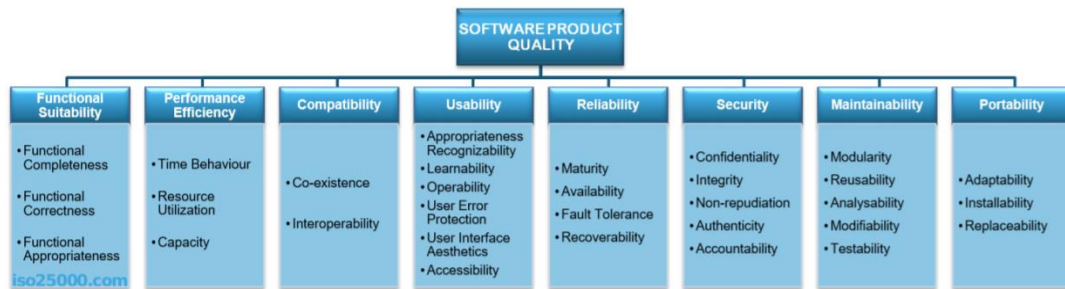 SOFTWARE PRODUCT
QUALITY
Functional
Suitability
• Functional
Completeness
• Functional
Correctness
• Functional
Appropriateness
Performance
Efficiency
• Time Behaviour
• Resource
Utilization
• Capacity
Compatibility
• Co-existence
• Interoperability
Usability
• Appropriateness
Recognizability
• Learnability
• Operability
• User Error
Protection
• User Interface
Aesthetics
• Accessibility
Reliability
• Maturity
• Availability
• Fault Tolerance
• Recoverability
Security
• Confidentiality
• Integrity
• Non-repudiation
• Authenticity
• Accountability
Maintainability
• Modularity
• Reusability
• Analysability
• Modifiability
• Testability
Portability
• Adaptability
• Installability
• Replaceability
iso25000.com